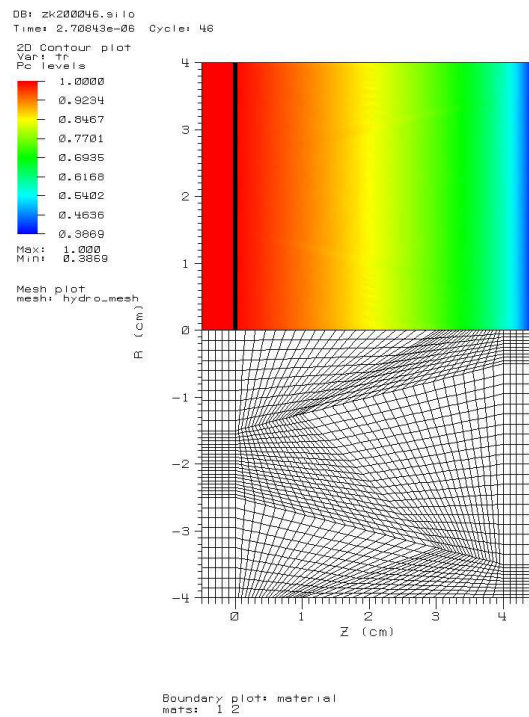 DB: zk200046.silo
Time: 2.70843e-06 Cycle: 46
2D Contour plot
Var: tr
Pc levels
1.0000
0.9234
0.8467
0.7701
0.6935
0.6168
0.5402
0.4636
0.3869
Max: 1.000
Min: 0.3869
Mesh plot
mesh: hydro_mesh
4
3
2
1
0
-1
-2
-3
-4
R (cm)
0 1 2 3 4
Z (cm)
Boundary plot: material
mats: 1 2